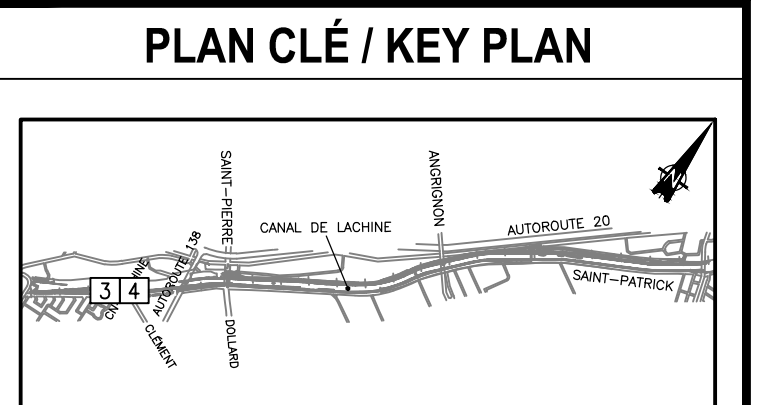 PLAN CLÉ / KEY PLAN
SAINT-PIERRE
ANGRIGNON
N
CANAL DE LACHINE
AUTOROUTE 20
AUTOROUTE 138
SAINT-PATRICK
3 4
CLÉMENT
DOLLARD